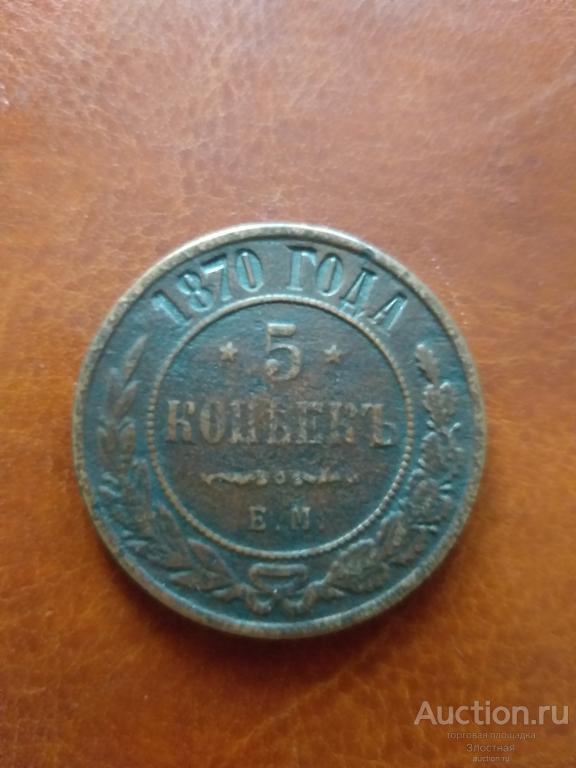 1870 ГОДА
* 5 *
КОПѢЕКЪ
Е.М.
Auction.ru
торговая площадка
Злостная
auction.ru